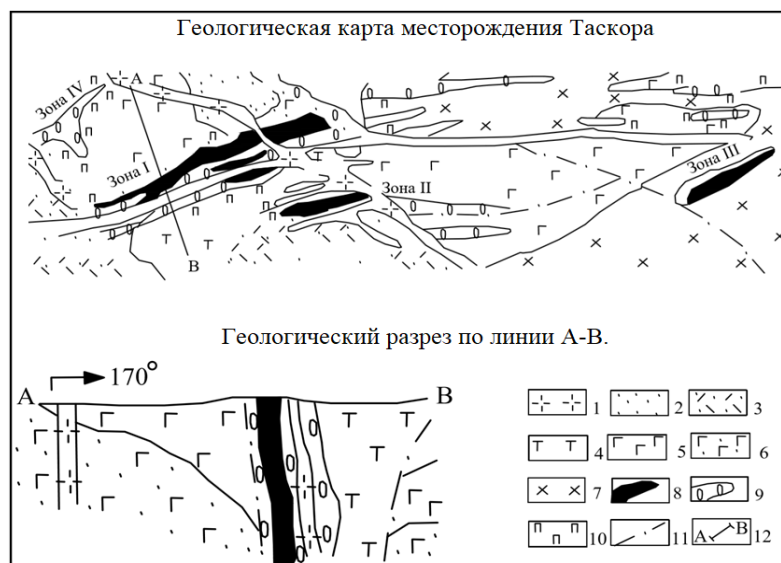 Геологическая карта месторождения Таскора
Зона IV
A
Зона I
B
Зона II
Зона III
Геологический разрез по линии A-B.
A
170°
B
1
2
3
4
5
6
7
8
9
10
11
A B 12